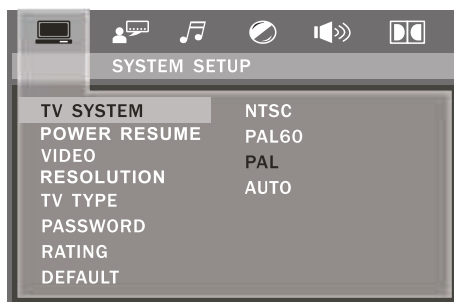 SYSTEM SETUP
TV SYSTEM
POWER RESUME
VIDEO
RESOLUTION
TV TYPE
PASSWORD
RATING
DEFAULT
NTSC
PAL60
PAL
AUTO